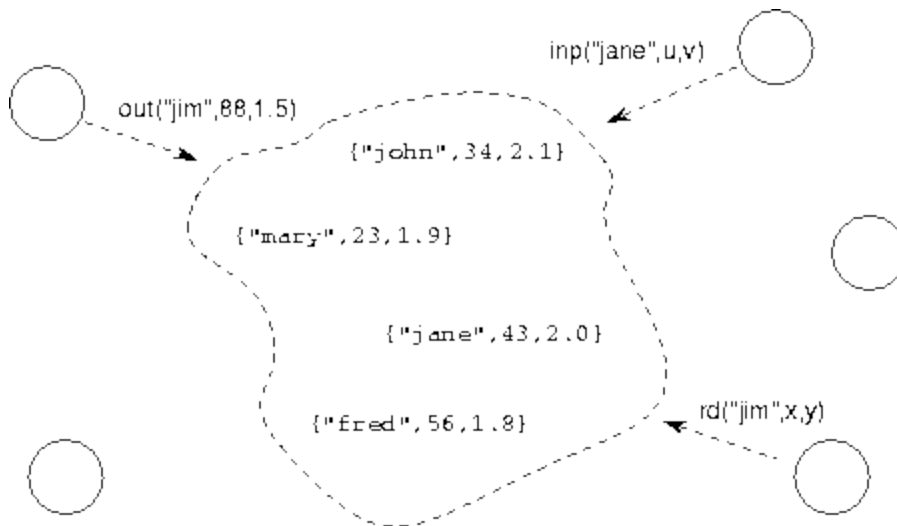 inp("jane",u,v)
out("jim",88,1.5)
{"john",34,2.1}
{"mary",23,1.9}
{"jane",43,2.0}
rd("jim",x,y)
{"fred",56,1.8}